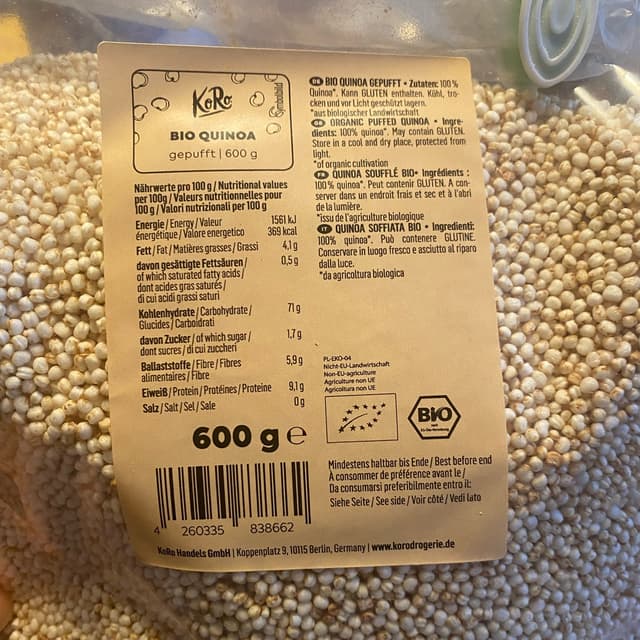 KoRo
Symbolbild
BIO QUINOA
gepufft | 600 g
Nährwerte pro 100 g / Nutritional values
per 100g / Valeurs nutritionnelles pour
100 g / Valori nutrizionali per 100 g
Energie / Energy / Valeur 1561 kJ
énergétique / Valore energetico 369 kcal
Fett / Fat / Matières grasses / Grassi 4,1 g
davon gesättigte Fettsäuren / 0,5 g
of which saturated fatty acids /
dont acides gras saturés /
di cui acidi grassi saturi
Kohlenhydrate / Carbohydrate / 71 g
Glucides / Carboidrati
davon Zucker / of which sugar / 1,7 g
dont sucres / di cui zuccheri
Ballaststoffe / Fibre / Fibres 5,9 g
alimentaires / Fibre
Eiweiß / Protein / Protéines / Proteine 9,1 g
Salz / Salt / Sel / Sale 0 g
600 g e
4 260335 838662
DE BIO QUINOA GEPUFFT • Zutaten: 100 %
Quinoa*. Kann GLUTEN enthalten. Kühl, tro-
cken und vor Licht geschützt lagern.
*aus biologischer Landwirtschaft
ORGANIC PUFFED QUINOA • Ingre-
dients: 100% quinoa*. May contain GLUTEN.
Store in a cool and dry place, protected from
light.
*of organic cultivation
FR QUINOA SOUFFLÉ BIO • Ingrédients :
100 % quinoa*. Peut contenir GLUTEN. A con-
server dans un endroit frais et sec et à l'abri
de la lumière.
*issu de l'agriculture biologique
IT QUINOA SOFFIATA BIO • Ingredienti:
100% quinoa*. Può contenere GLUTINE.
Conservare in luogo fresco e asciutto al riparo
dalla luce.
*da agricoltura biologica
PL-EKO-04
Nicht-EU-Landwirtschaft
Non-EU-agriculture
Agriculture non UE
Agricoltura non UE
BIO
Mindestens haltbar bis Ende / Best before end
À consommer de préférence avant le /
Da consumarsi preferibilmente entro il:
Siehe Seite / See side / Voir côté / Vedi lato
KoRo Handels GmbH | Koppenplatz 9, 10115 Berlin, Germany | www.korodrogerie.de